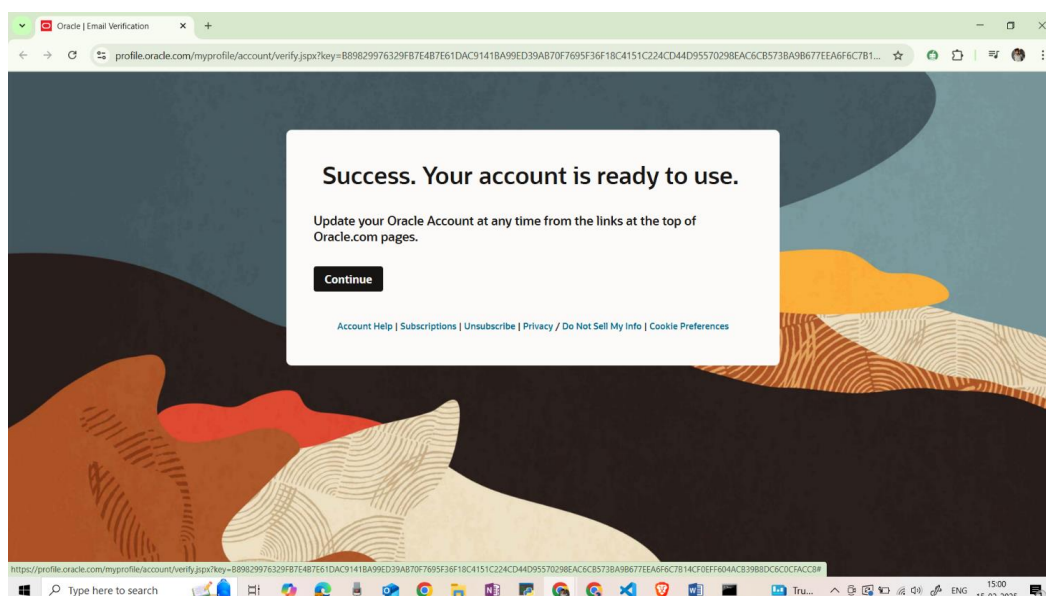 Oracle | Email Verification
profile.oracle.com/myprofile/account/verify.jspx?key=B89829976329FB7E4B7E61DAC9141BA99ED39AB70F7695F36F18C4151C224CD44D95570298EAC6CB573BA9B677EEA6F6C7B1...
Success. Your account is ready to use.
Update your Oracle Account at any time from the links at the top of
Oracle.com pages.
Continue
Account Help | Subscriptions | Unsubscribe | Privacy / Do Not Sell My Info | Cookie Preferences
https://profile.oracle.com/myprofile/account/verify.jspx?key=B89829976329FB7E4B7E61DAC9141BA99ED39AB70F7695F36F18C4151C224CD44D95570298EAC6CB573BA9B677EEA6F6C7B14CF0EFF604ACB39B8DC6C0CFACC8#
Type here to search
Tru...
ENG
15:00